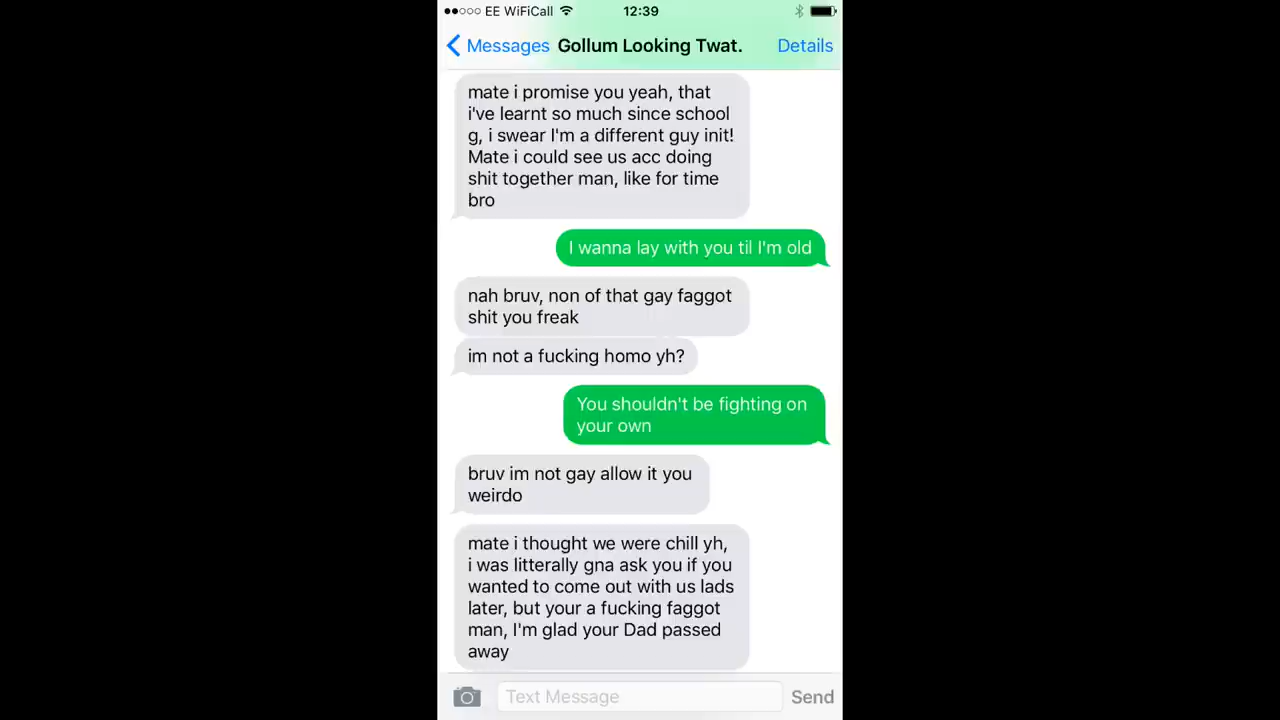 EE WiFiCall 12:39
Messages Gollum Looking Twat. Details
mate i promise you yeah, that
i've learnt so much since school
g, i swear I'm a different guy init!
Mate i could see us acc doing
shit together man, like for time
bro
I wanna lay with you til I'm old
nah bruv, non of that gay faggot
shit you freak
im not a fucking homo yh?
You shouldn't be fighting on
your own
bruv im not gay allow it you
weirdo
mate i thought we were chill yh,
i was litterally gna ask you if you
wanted to come out with us lads
later, but your a fucking faggot
man, I'm glad your Dad passed
away
Text Message Send